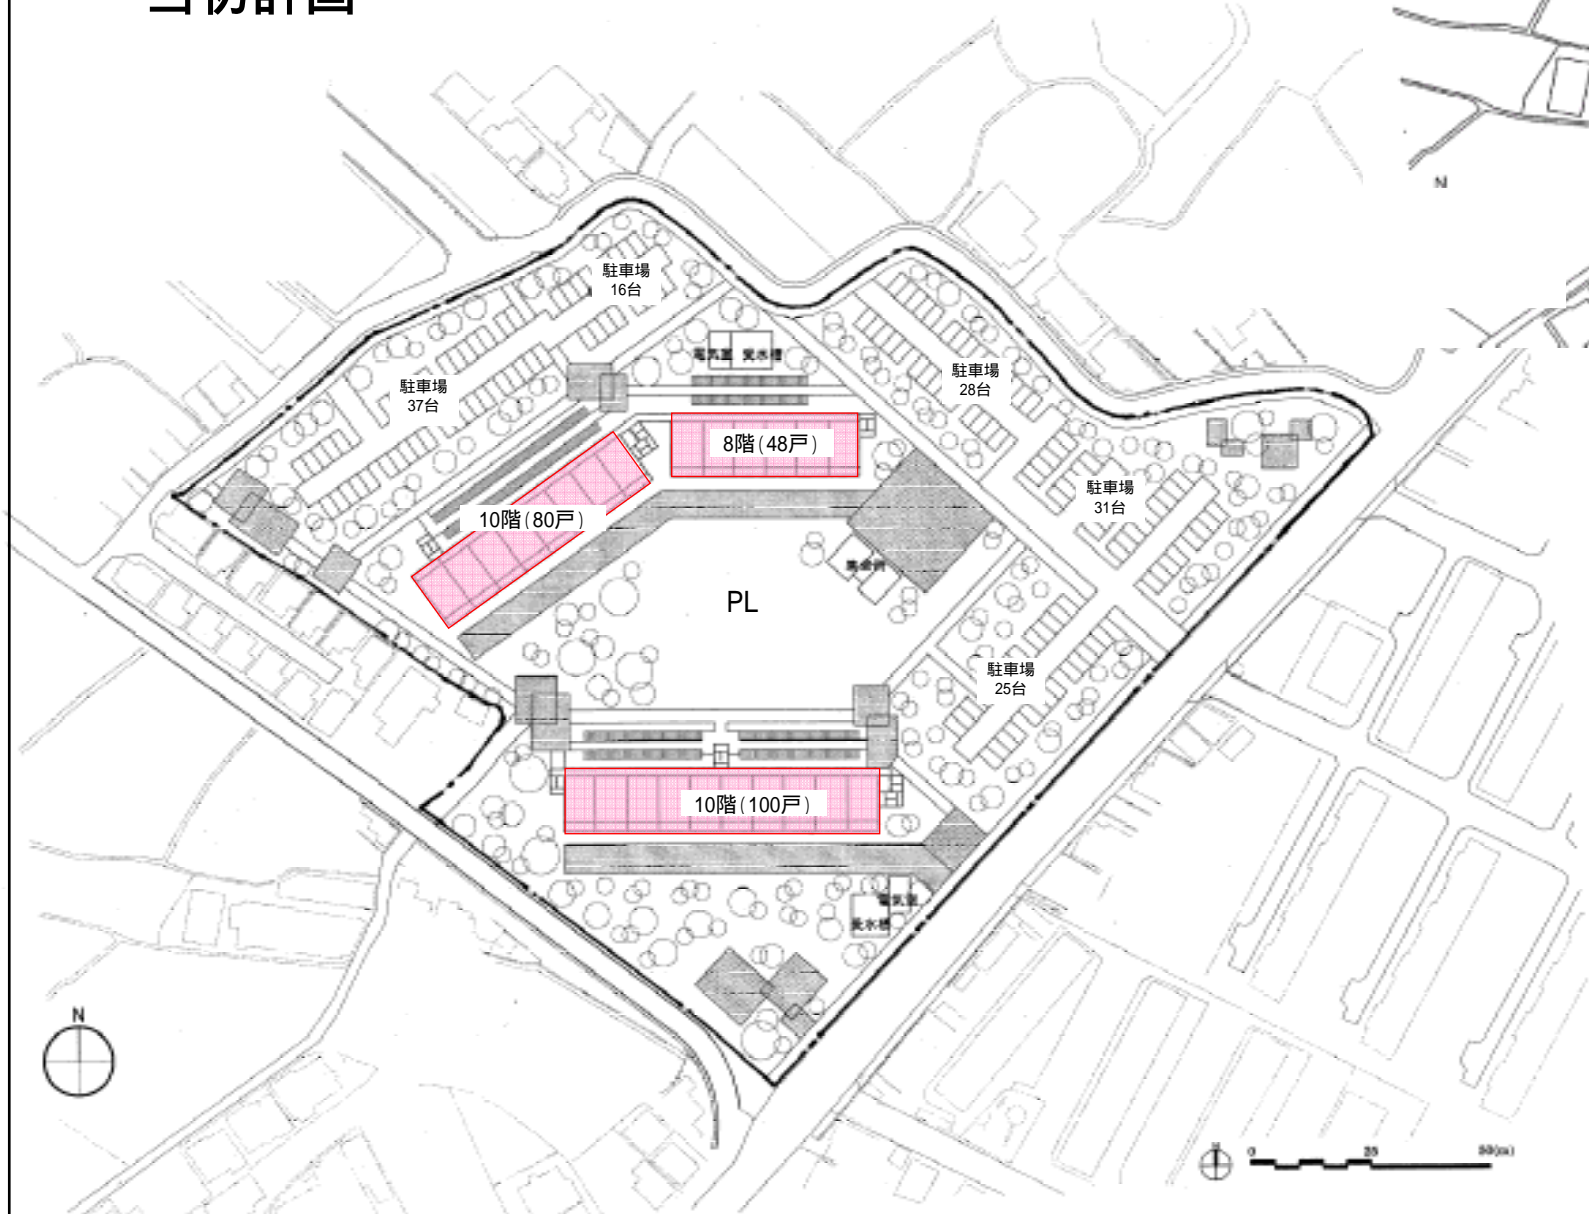 当初計画
N
駐車場
16台
電気室 受水槽
駐車場
37台
駐車場
28台
8階(48戸)
駐車場
31台
10階(80戸)
集会所
PL
駐車場
25台
10階(100戸)
電気室
受水槽
N
0 25 50(m)